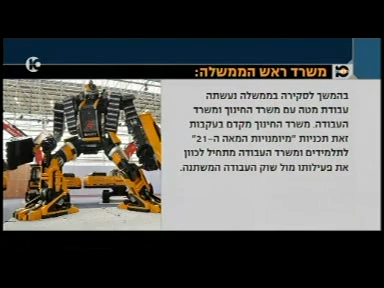 משרד ראש הממשלה:
בהמשך לסקירה בממשלה נעשתה
עבודת מטה עם משרד החינוך ומשרד
העבודה. משרד החינוך מקדם בעקבות
זאת תכניות "מיומנויות המאה ה-21"
לתלמידים ומשרד העבודה מתחיל לכוון
את פעילותו מול שוק העבודה המשתנה.